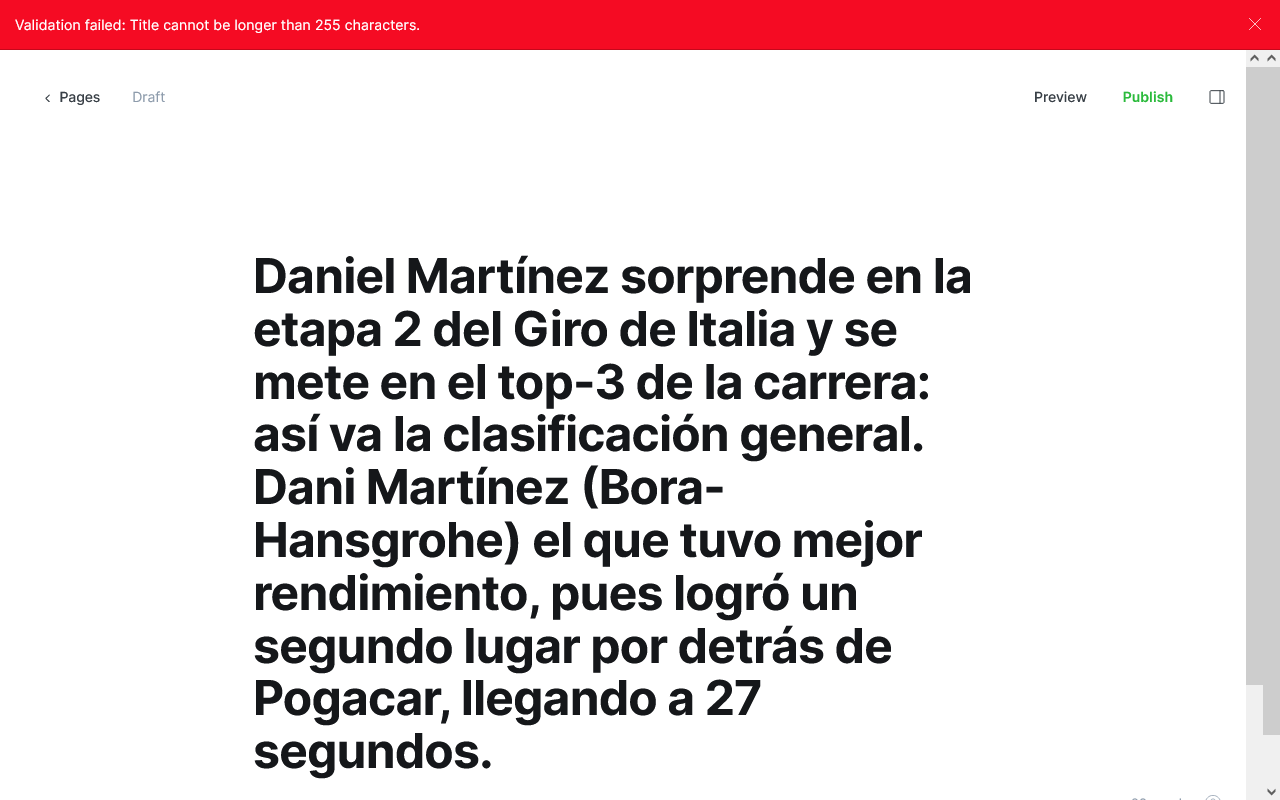 Validation failed: Title cannot be longer than 255 characters.
Pages Draft Preview Publish
Daniel Martínez sorprende en la
etapa 2 del Giro de Italia y se
mete en el top-3 de la carrera:
así va la clasificación general.
Dani Martínez (Bora-
Hansgrohe) el que tuvo mejor
rendimiento, pues logró un
segundo lugar por detrás de
Pogacar, llegando a 27
segundos.